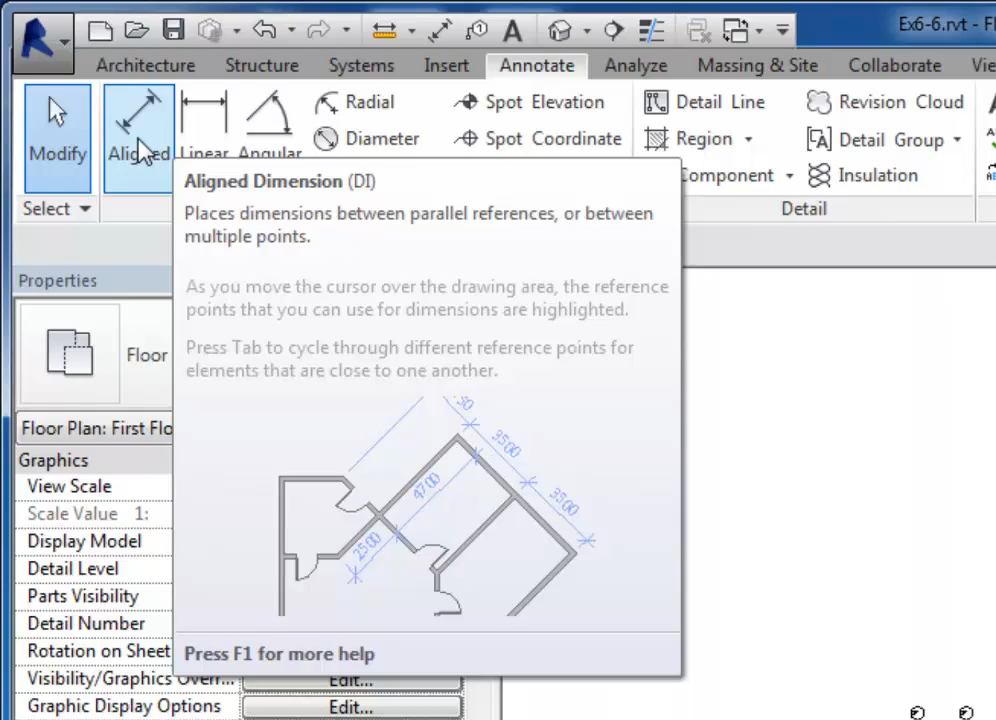 Ex6-6.rvt - Fl
Architecture Structure Systems Insert Annotate Analyze Massing & Site Collaborate Vie
Modify Aligned Linear Angular
Radial
Diameter
Spot Elevation
Spot Coordinate
Detail Line
Region
Component
Revision Cloud
Detail Group
Insulation
Select
Detail
Aligned Dimension (DI)
Places dimensions between parallel references, or between
multiple points.
As you move the cursor over the drawing area, the reference
points that you can use for dimensions are highlighted.
Press Tab to cycle through different reference points for
elements that are close to one another.
3500
3500
4700
2500
Press F1 for more help
Properties
Floor
Floor Plan: First Flo
Graphics
View Scale
Scale Value 1:
Display Model
Detail Level
Parts Visibility
Detail Number
Rotation on Sheet
Visibility/Graphics Overr... Edit...
Graphic Display Options Edit...